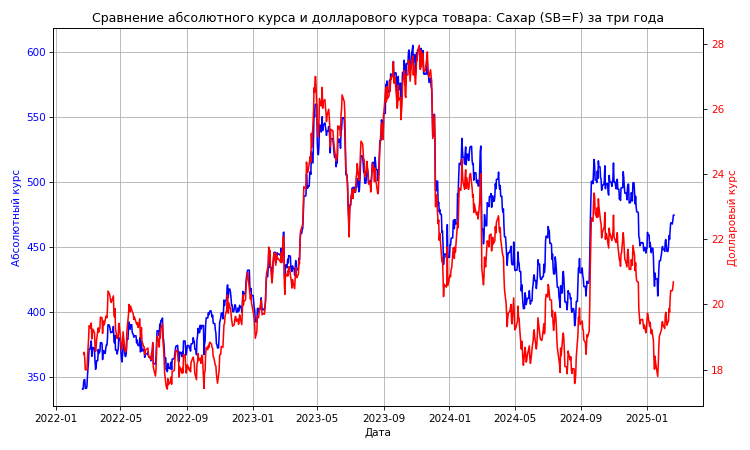 Сравнение абсолютного курса и долларового курса товара: Сахар (SB=F) за три года
Абсолютный курс
600
550
500
450
400
350
28
26
24
22
20
18
Долларовый курс
2022-01 2022-05 2022-09 2023-01 2023-05 2023-09 2024-01 2024-05 2024-09 2025-01
Дата